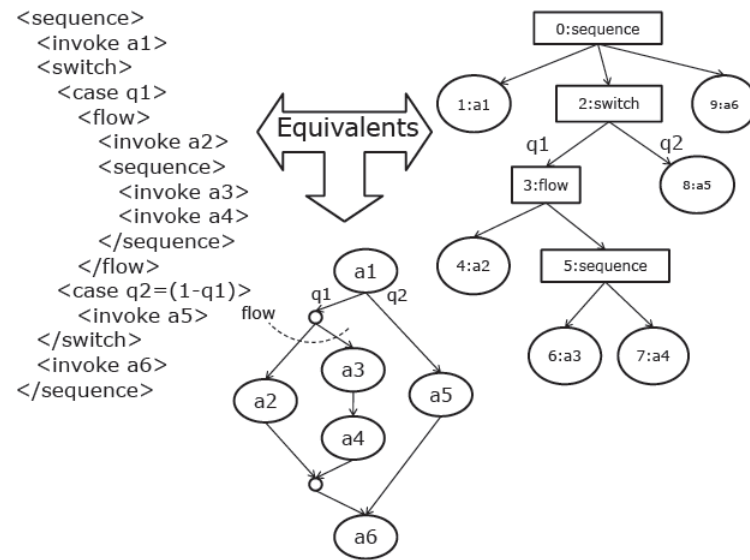 <sequence>
<invoke a1>
<switch>
<case q1>
<flow>
<invoke a2>
<sequence>
<invoke a3>
<invoke a4>
</sequence>
</flow>
<case q2=(1-q1)>
<invoke a5>
</switch>
<invoke a6>
</sequence>
Equivalents
0:sequence
1:a1
2:switch
9:a6
q1
q2
3:flow
8:a5
4:a2
5:sequence
6:a3
7:a4
a1
q1
q2
flow
a3
a2
a5
a4
a6